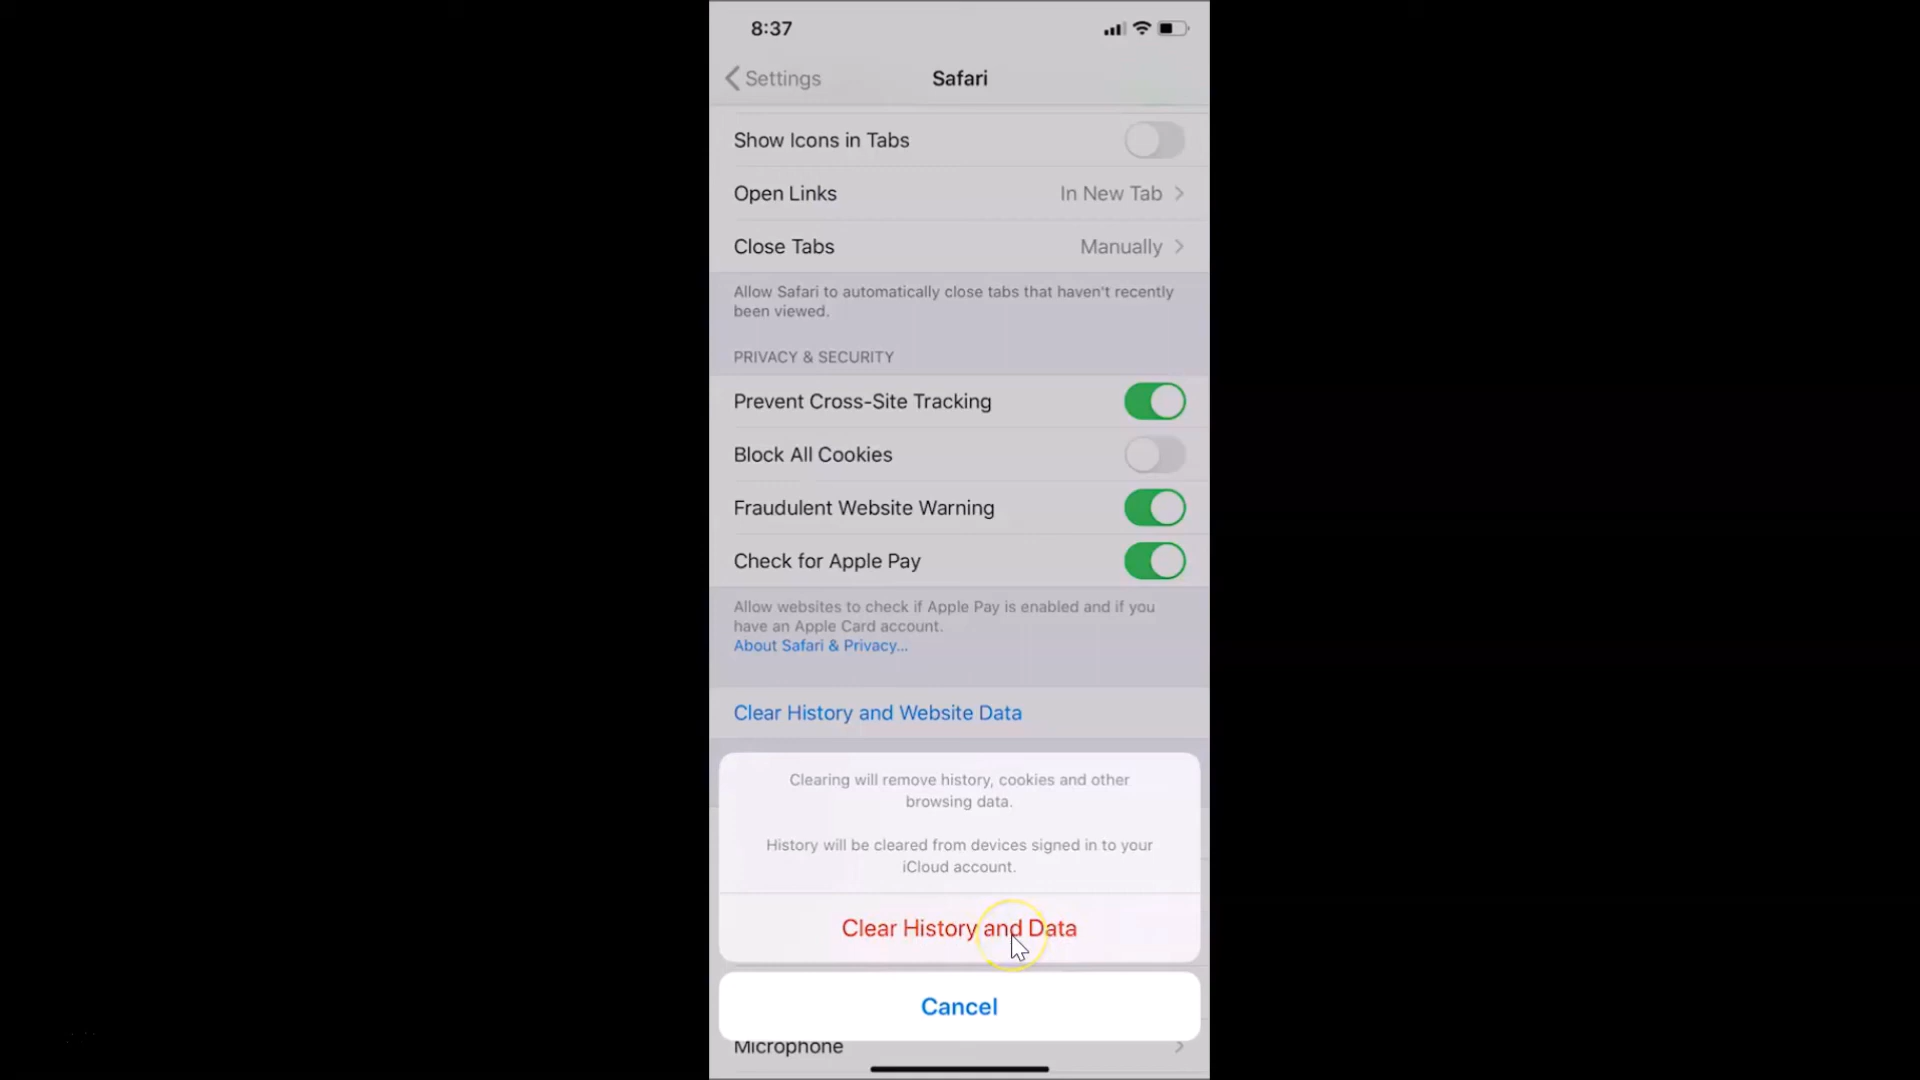 8:37
Settings
Safari
Show Icons in Tabs
Open Links
In New Tab
Close Tabs
Manually
Allow Safari to automatically close tabs that haven't recently
been viewed.
PRIVACY & SECURITY
Prevent Cross-Site Tracking
Block All Cookies
Fraudulent Website Warning
Check for Apple Pay
Allow websites to check if Apple Pay is enabled and if you
have an Apple Card account.
About Safari & Privacy...
Clear History and Website Data
Clearing will remove history, cookies and other
browsing data.
History will be cleared from devices signed in to your
iCloud account.
Clear History and Data
Cancel
Microphone